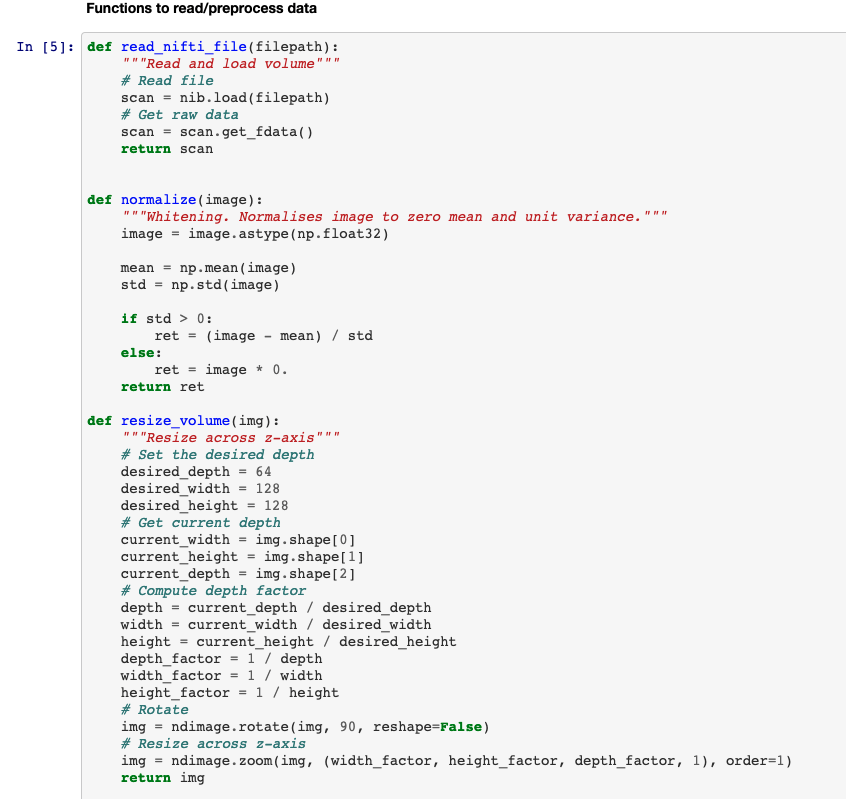 Functions to read/preprocess data
In [5]: def read_nifti_file(filepath):
    """Read and load volume"""
    # Read file
    scan = nib.load(filepath)
    # Get raw data
    scan = scan.get_fdata()
    return scan
def normalize(image):
    """Whitening. Normalises image to zero mean and unit variance."""
    image = image.astype(np.float32)
    mean = np.mean(image)
    std = np.std(image)
    if std > 0:
        ret = (image - mean) / std
    else:
        ret = image * 0.
    return ret
def resize_volume(img):
    """Resize across z-axis"""
    # Set the desired depth
    desired_depth = 64
    desired_width = 128
    desired_height = 128
    # Get current depth
    current_width = img.shape[0]
    current_height = img.shape[1]
    current_depth = img.shape[2]
    # Compute depth factor
    depth = current_depth / desired_depth
    width = current_width / desired_width
    height = current_height / desired_height
    depth_factor = 1 / depth
    width_factor = 1 / width
    height_factor = 1 / height
    # Rotate
    img = ndimage.rotate(img, 90, reshape=False)
    # Resize across z-axis
    img = ndimage.zoom(img, (width_factor, height_factor, depth_factor, 1), order=1)
    return img